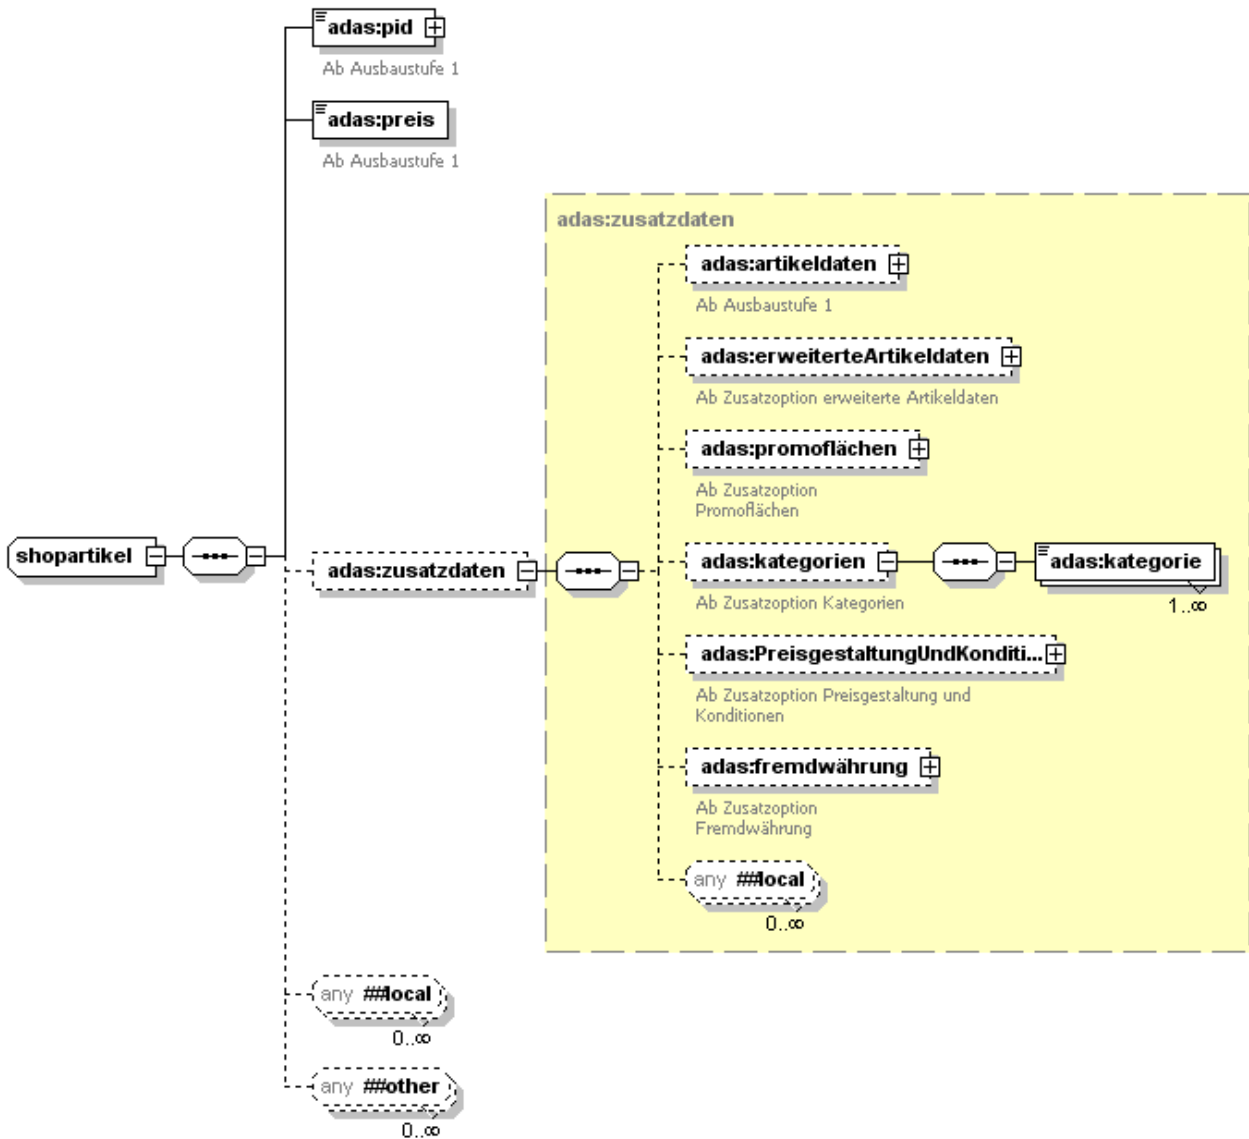 adas:pid
Ab Ausbaustufe 1
adas:preis
Ab Ausbaustufe 1
adas:zusatzdaten
adas:artikeldaten
Ab Ausbaustufe 1
adas:erweiterteArtikeldaten
Ab Zusatzoption erweiterte Artikeldaten
adas:promoflächen
Ab Zusatzoption
Promoflächen
shopartikel
adas:zusatzdaten
adas:kategorien
Ab Zusatzoption Kategorien
adas:kategorie
1..∞
adas:PreisgestaltungUndKonditi...
Ab Zusatzoption Preisgestaltung und
Konditionen
adas:fremdwährung
Ab Zusatzoption
Fremdwährung
any ##local
0..∞
any ##local
0..∞
any ##other
0..∞